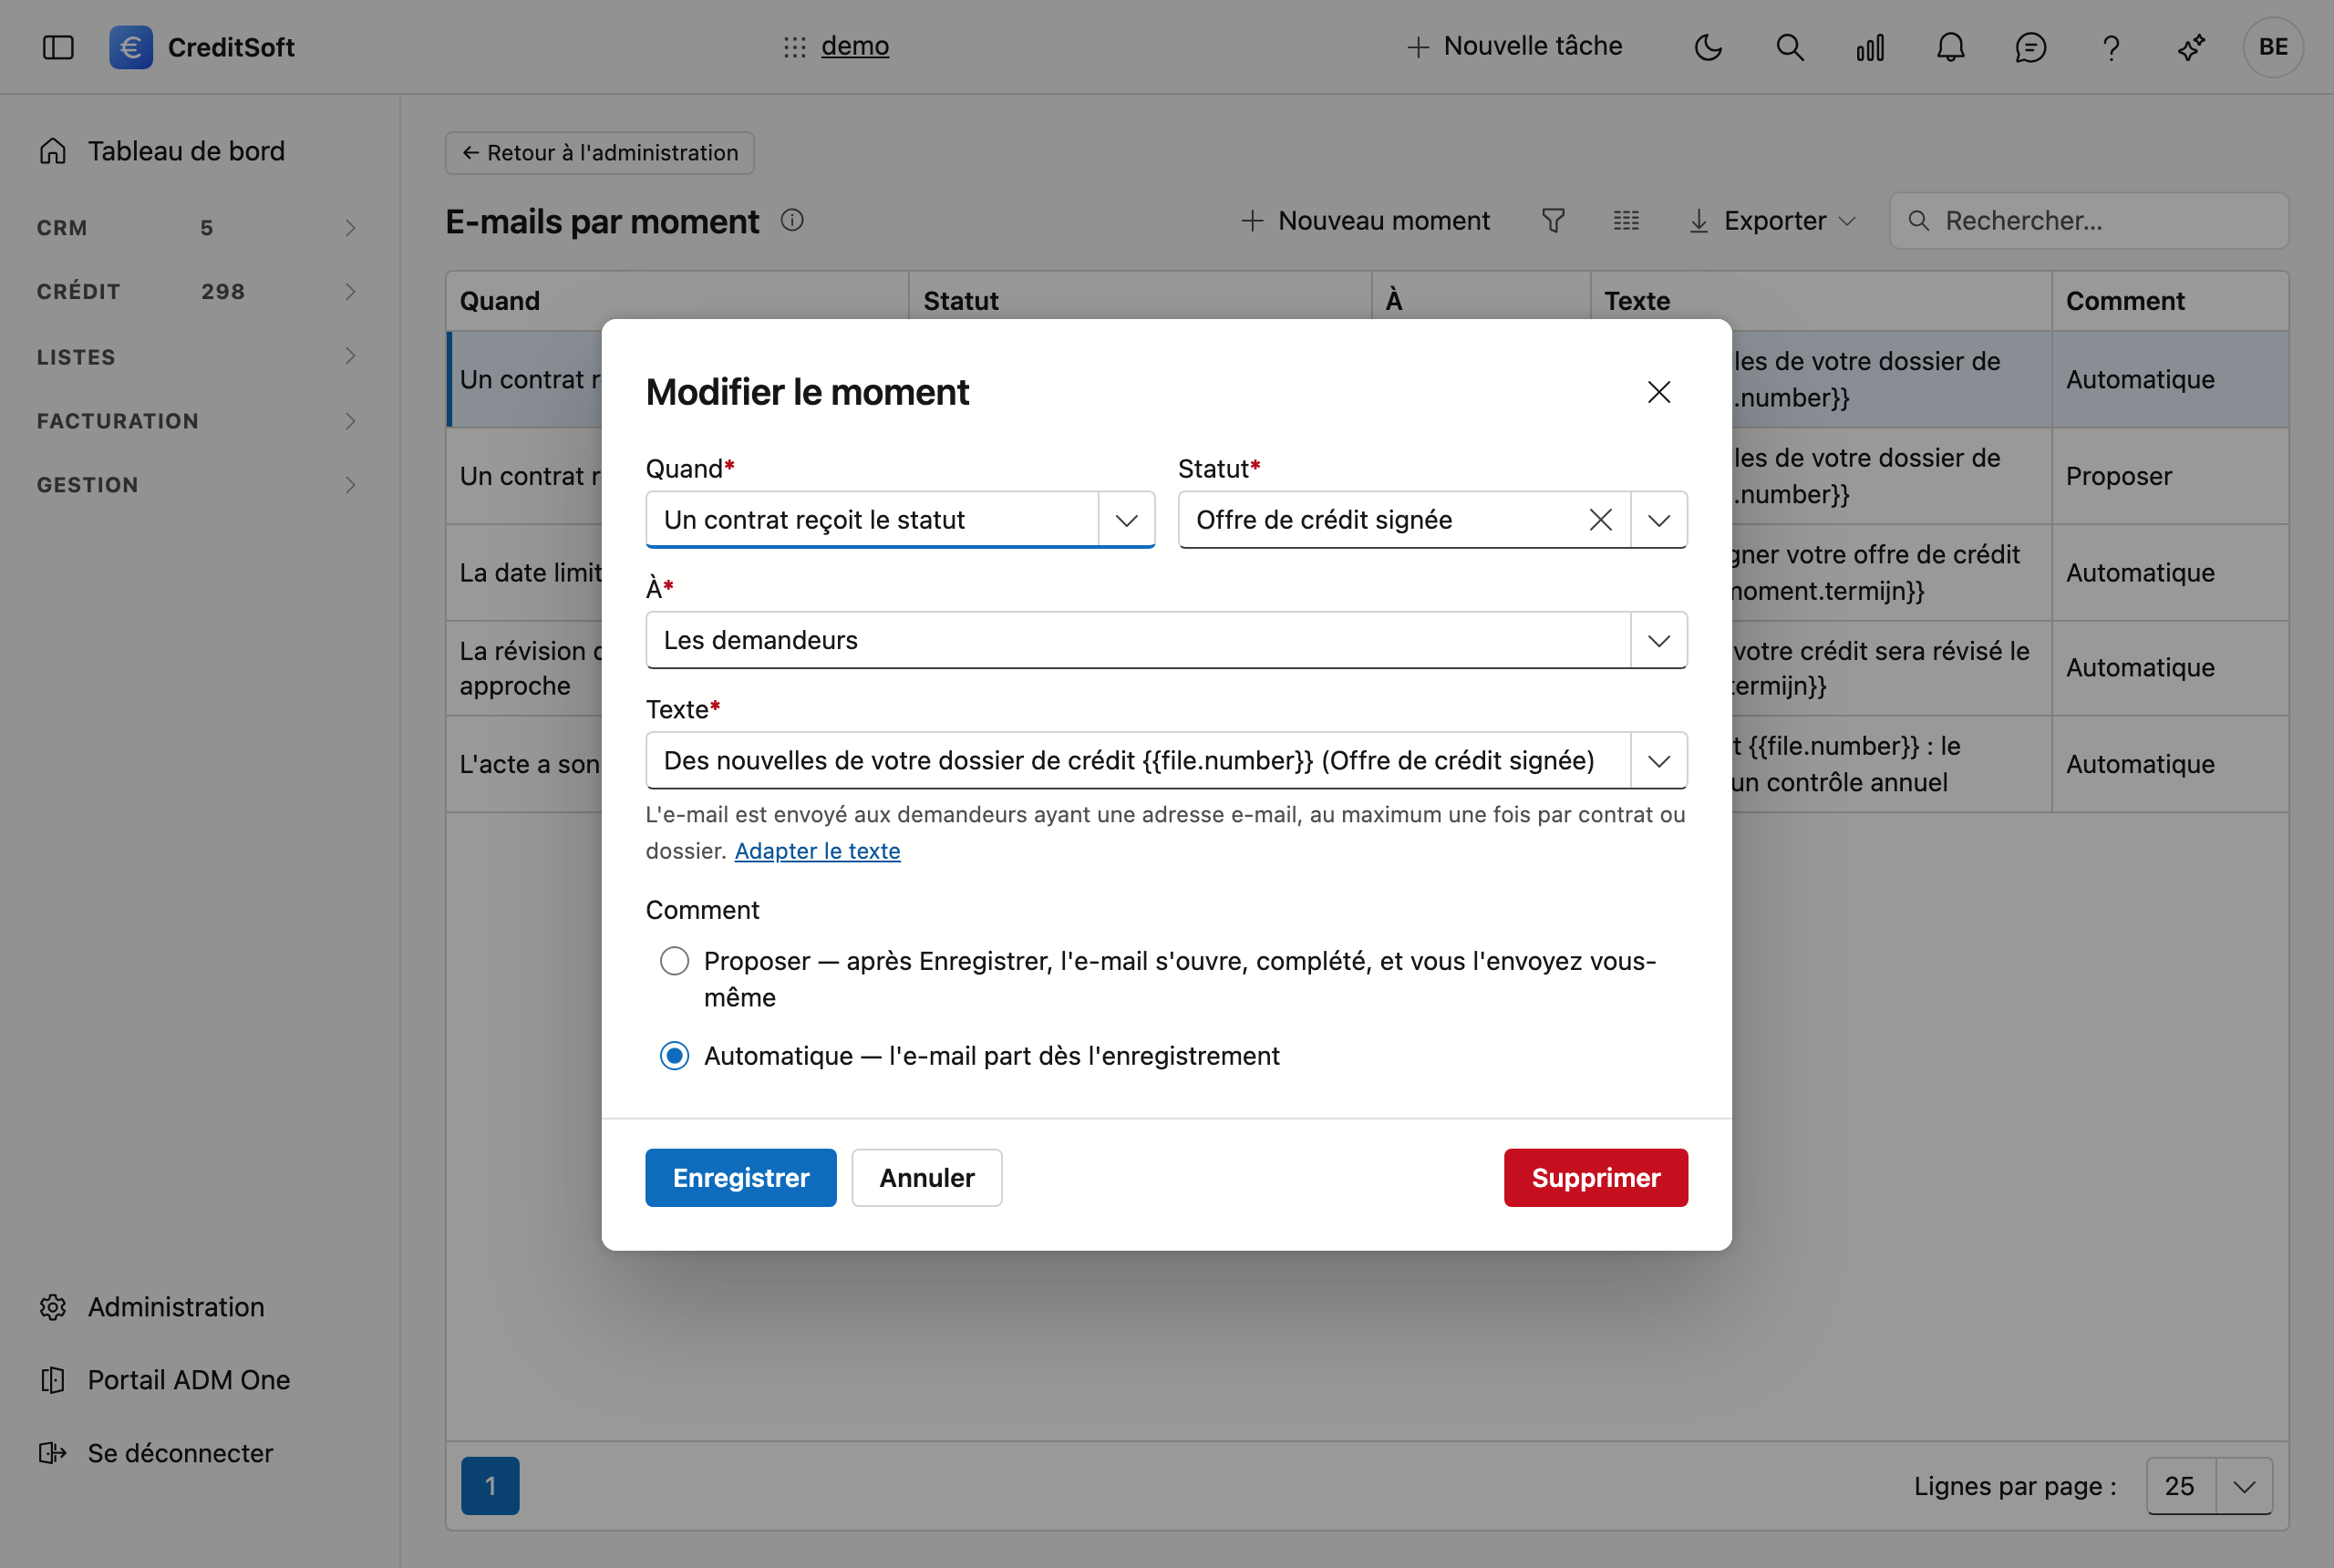 CreditSoft
demo
Nouvelle tâche
BE
Tableau de bord
CRM 5
CRÉDIT 298
LISTES
FACTURATION
GESTION
Administration
Portail ADM One
Se déconnecter
← Retour à l'administration
E-mails par moment
Nouveau moment
Exporter
Rechercher...
Quand Statut À Texte Comment
Un contrat
les de votre dossier de
.number}}
Automatique
Un contrat
les de votre dossier de
.number}}
Proposer
La date
votre offre de crédit
moment.termijn}}
Automatique
La révision
approche
votre crédit sera révisé le
termijn}}
Automatique
L'acte a son
{{file.number}} : le
un contrôle annuel
Automatique
Modifier le moment
Quand* Statut*
Un contrat reçoit le statut
Offre de crédit signée
À*
Les demandeurs
Texte*
Des nouvelles de votre dossier de crédit {{file.number}} (Offre de crédit signée)
L'e-mail est envoyé aux demandeurs ayant une adresse e-mail, au maximum une fois par contrat ou
dossier. Adapter le texte
Comment
Proposer — après Enregistrer, l'e-mail s'ouvre, complété, et vous l'envoyez vous-
même
Automatique — l'e-mail part dès l'enregistrement
Enregistrer
Annuler
Supprimer
1
Lignes par page :
25